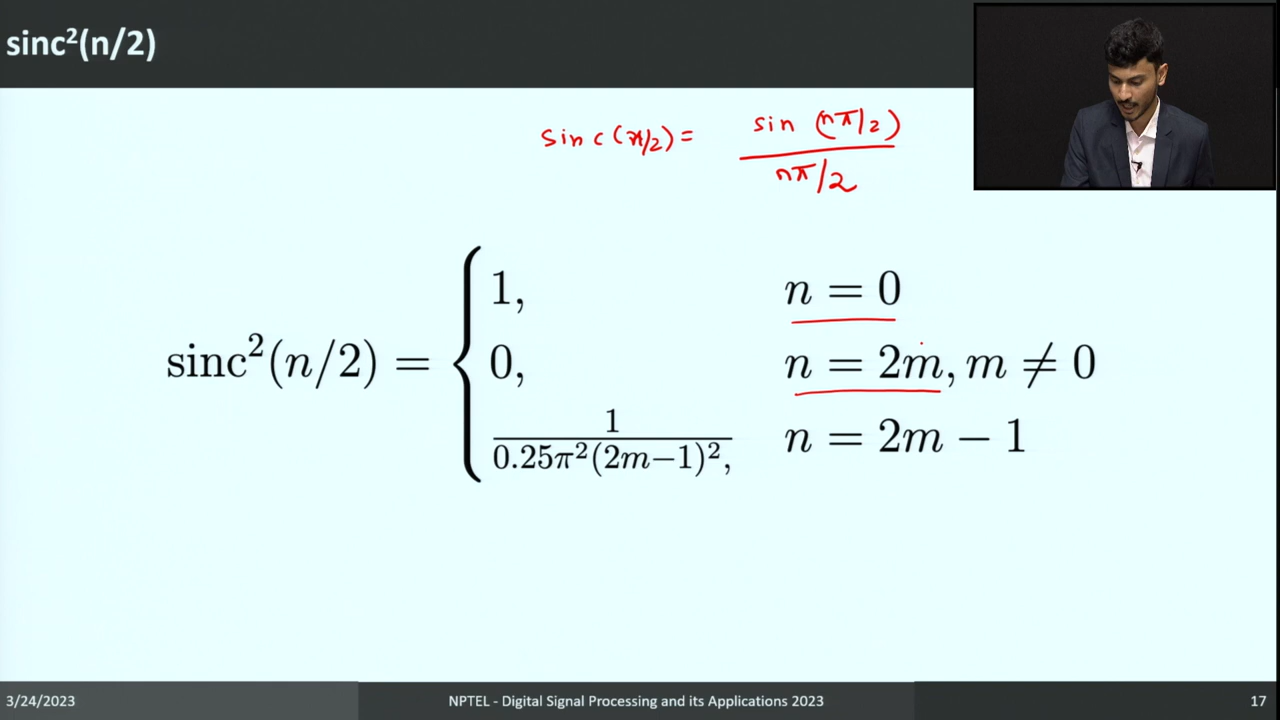 sinc²(n/2)
sinc(n/2) = sin (nπ/2) / nπ/2
sinc²(n/2) = { 1, n = 0
0, n = 2m, m ≠ 0
1 / 0.25π²(2m−1)², n = 2m − 1
3/24/2023 NPTEL - Digital Signal Processing and its Applications 2023 17